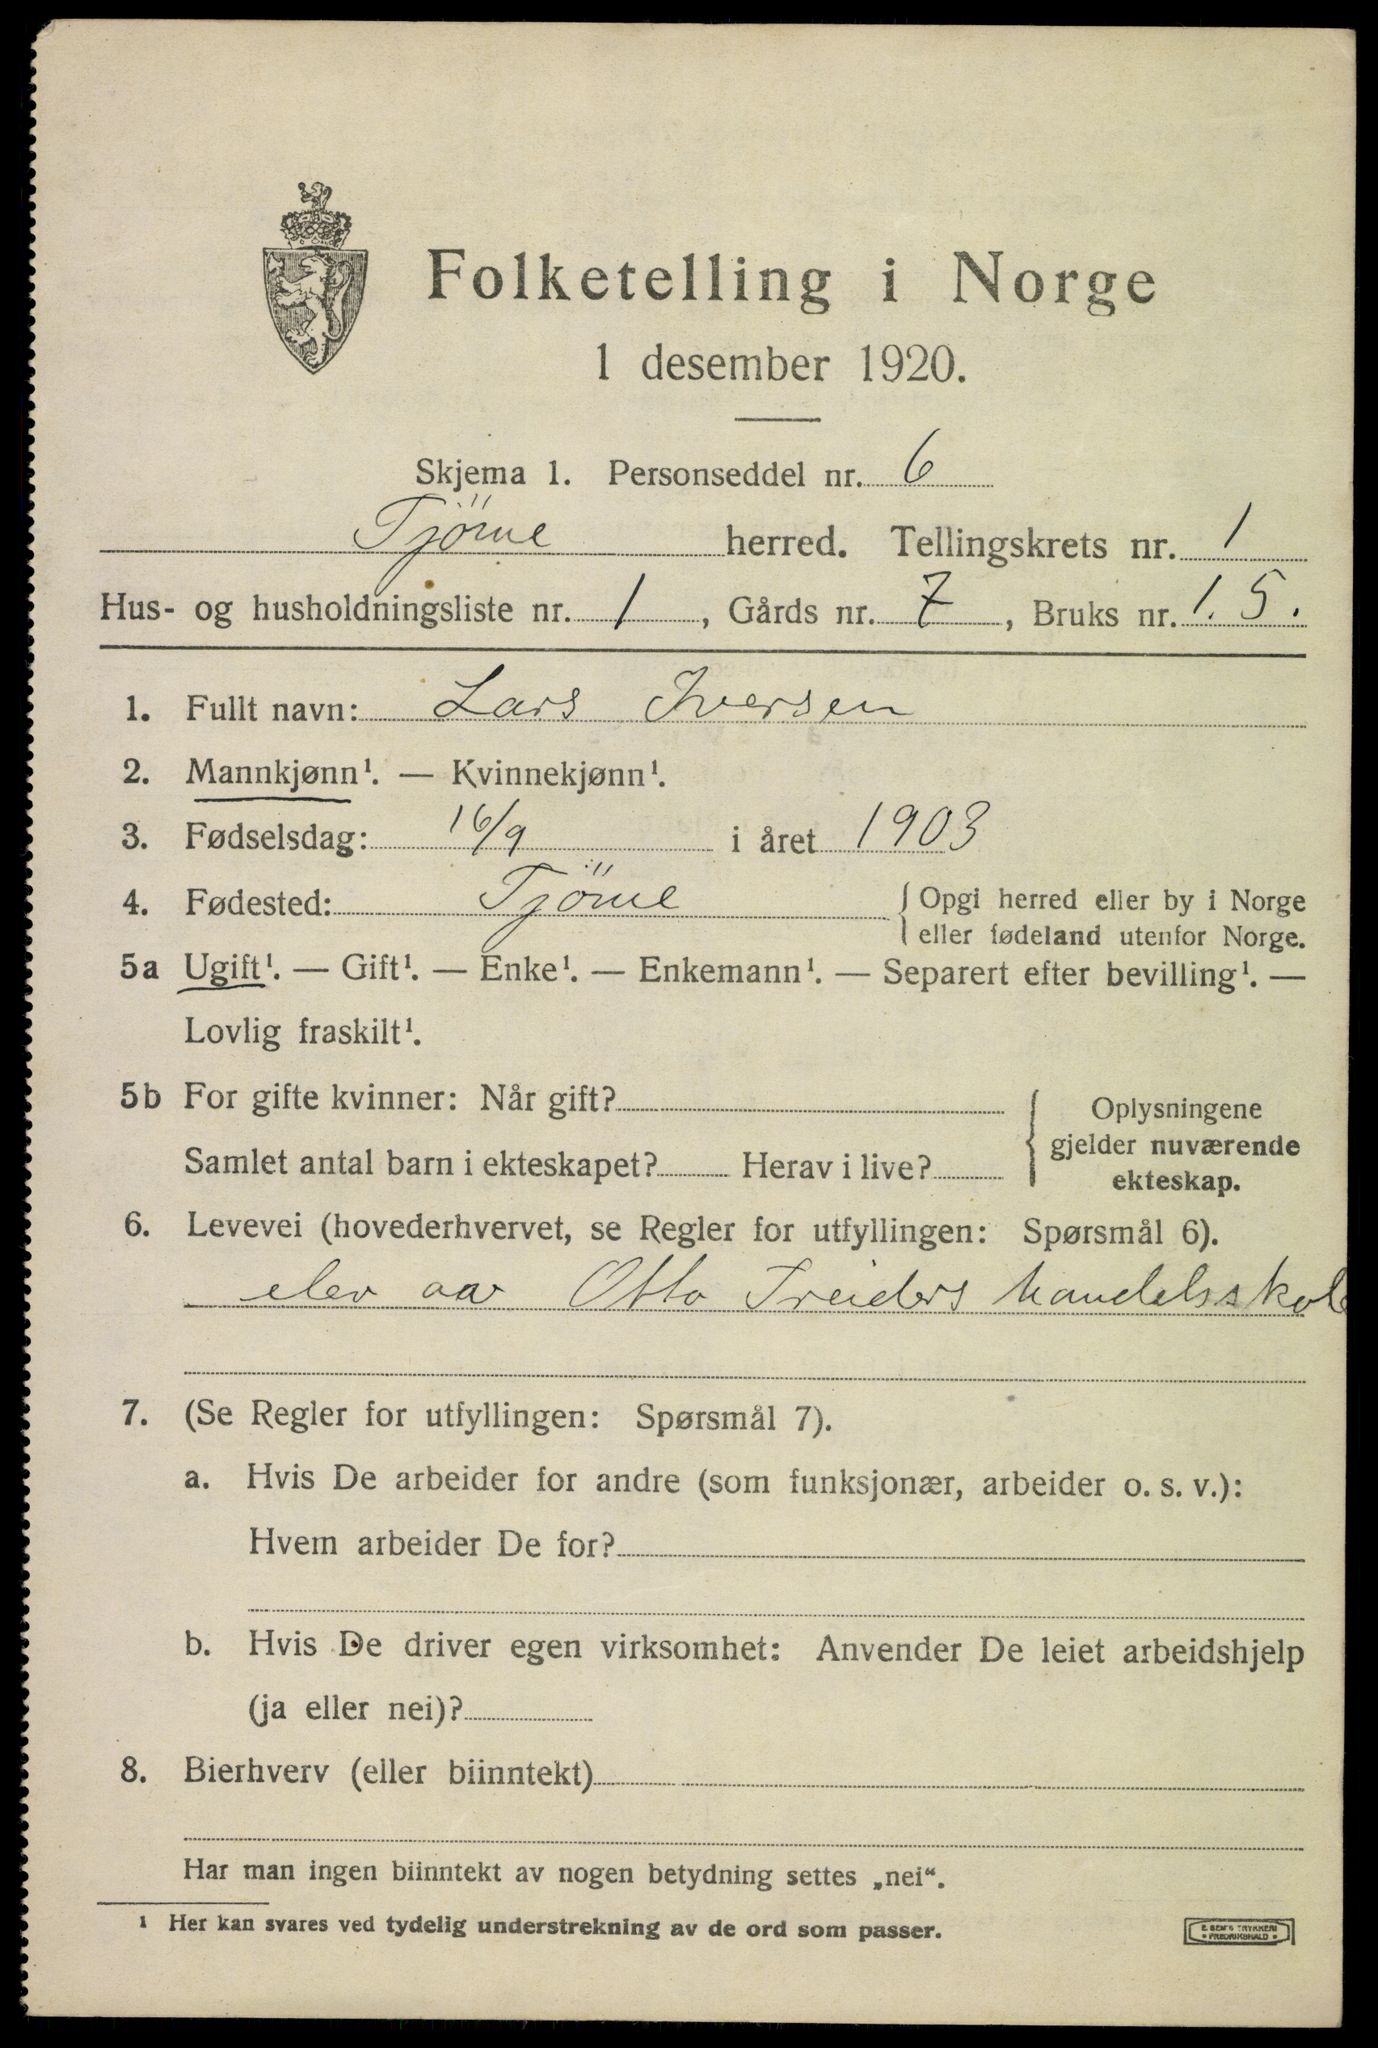 Folketelling i Norge
1 desember 1920.
Skjema 1. Personseddel nr. 6
Tjöme herred. Tellingskrets nr. 1
Hus- og husholdningsliste nr. 1, Gårds nr. 7, Bruks nr. 1.5.
1. Fullt navn: Lars Iversen
2. Mannkjønn¹. — Kvinnekjønn¹.
3. Fødselsdag: 16/9 i året 1903
4. Fødested: Tjöme { Opgi herred eller by i Norge
eller fødeland utenfor Norge.
5a Ugift¹. — Gift¹. — Enke¹. — Enkemann¹. — Separert efter bevilling¹. —
Lovlig fraskilt¹.
5b For gifte kvinner: Når gift?
Samlet antal barn i ekteskapet? Herav i live?
Oplysningene
gjelder nuværende
ekteskap.
6. Levevei (hovederhvervet, se Regler for utfyllingen: Spørsmål 6).
elev av Otto Treiders handelsskole
7. (Se Regler for utfyllingen: Spørsmål 7).
a. Hvis De arbeider for andre (som funksjonær, arbeider o. s. v.):
Hvem arbeider De for?
b. Hvis De driver egen virksomhet: Anvender De leiet arbeidshjelp
(ja eller nei)?
8. Bierhverv (eller biinntekt)
Har man ingen biinntekt av nogen betydning settes „nei“.
¹ Her kan svares ved tydelig understrekning av de ord som passer.
E. SEM'S TRYKKERI
• FREDRIKSHALD •